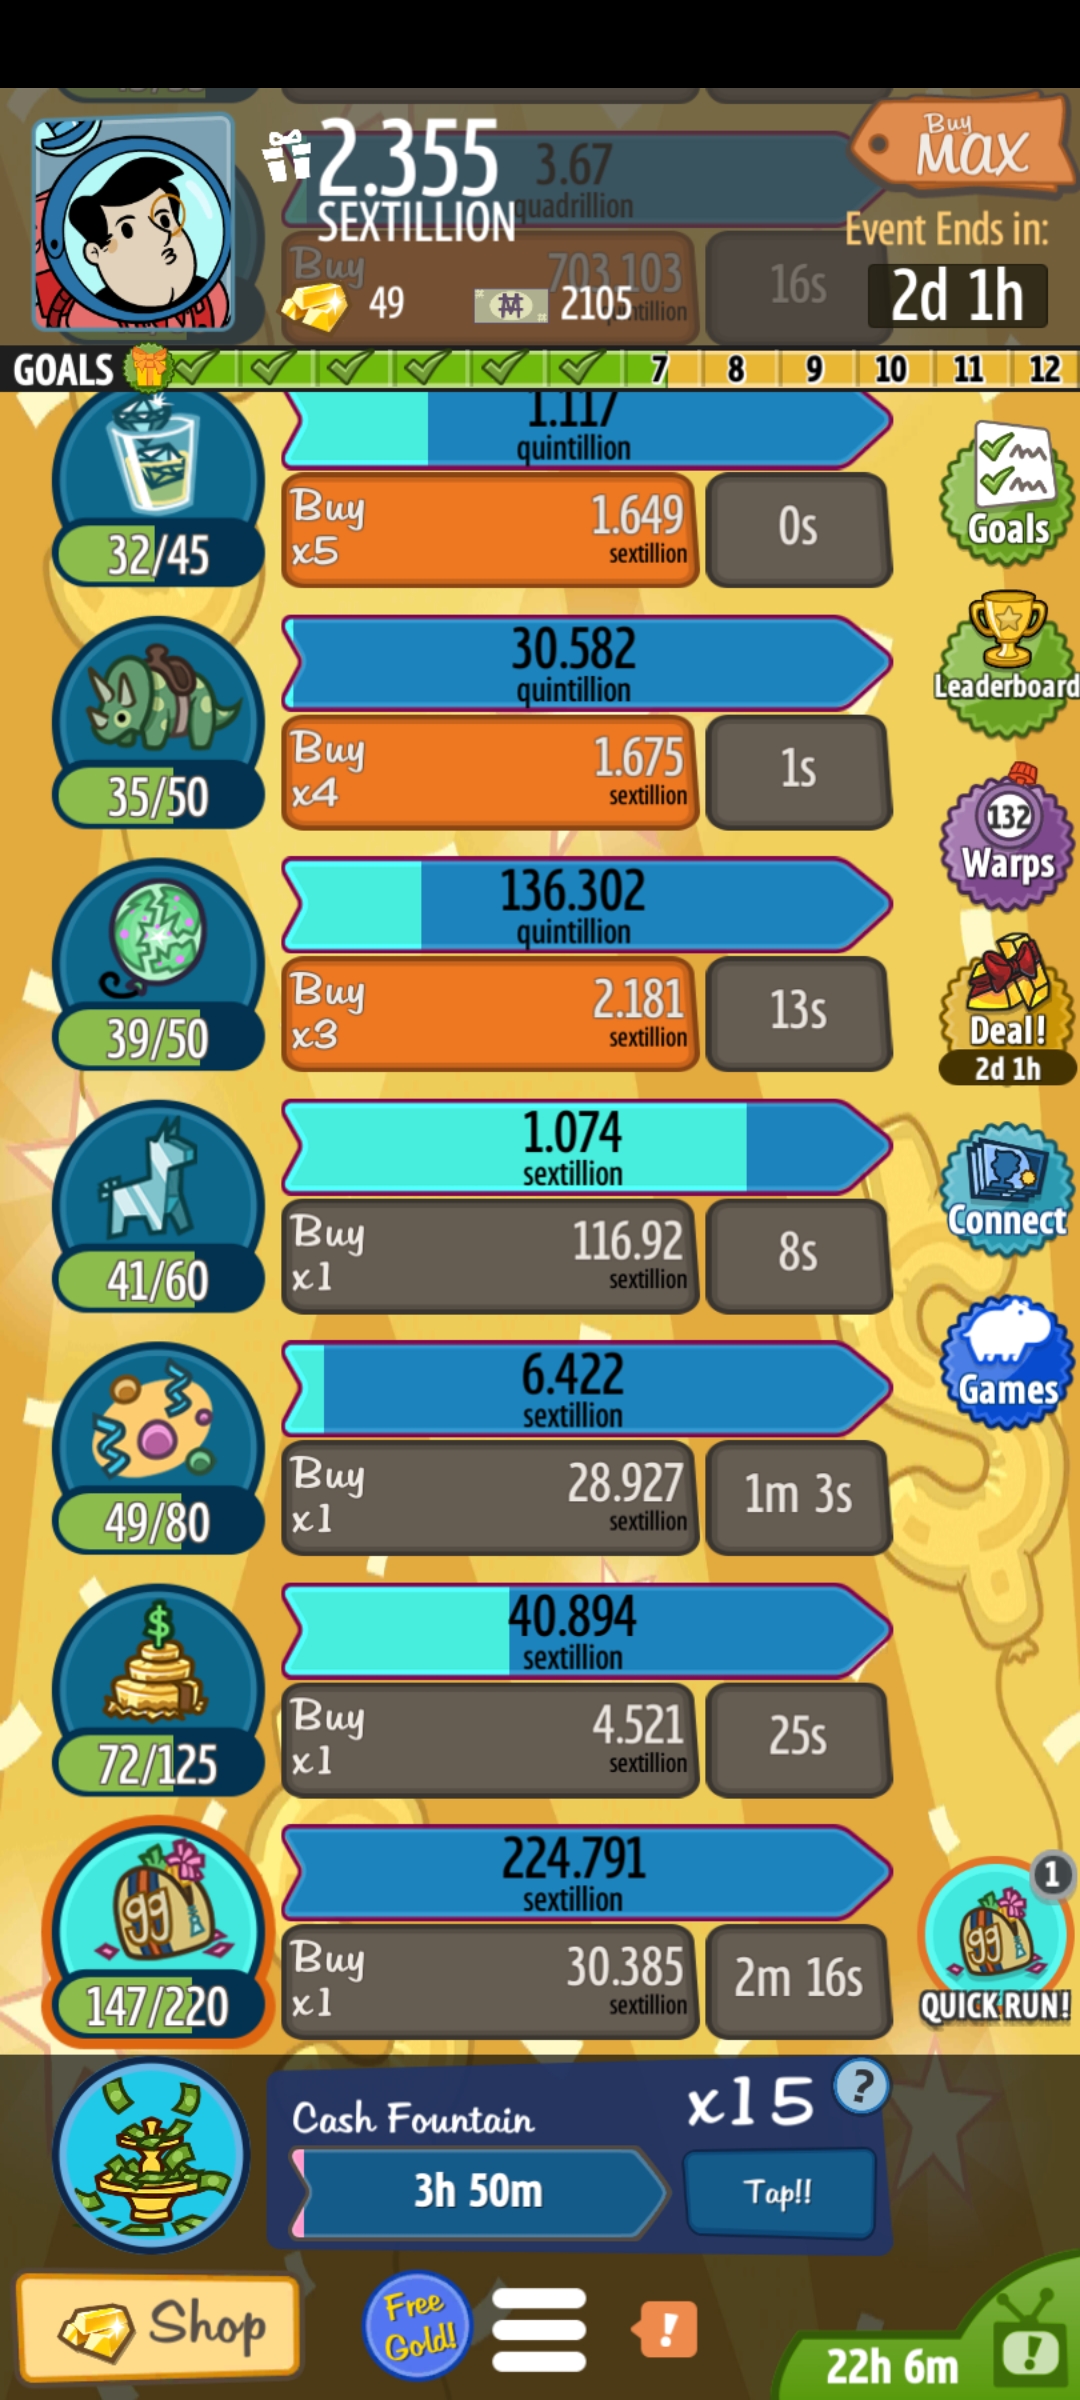 2.355
SEXTILLION
3.67
quadrillion
Buy
MAX
Event Ends in:
2d 1h
Buy
703.103
16s
49
2105
GOALS
7
8
9
10
11
12
1.117
quintillion
Buy
x5
1.649
sextillion
0s
32/45
Goals
30.582
quintillion
Buy
x4
1.675
sextillion
1s
35/50
Leaderboard
132
Warps
136.302
quintillion
Buy
x3
2.181
sextillion
13s
39/50
Deal!
2d 1h
1.074
sextillion
Buy
x1
116.92
sextillion
8s
41/60
Connect
6.422
sextillion
Buy
x1
28.927
sextillion
1m 3s
49/80
Games
$
40.894
sextillion
Buy
x1
4.521
sextillion
25s
72/125
224.791
sextillion
Buy
x1
30.385
sextillion
2m 16s
gg
147/220
1
gg
QUICK RUN!
Cash Fountain
x15
?
3h 50m
Tap!!
Shop
Free
Gold!
!
22h 6m
!